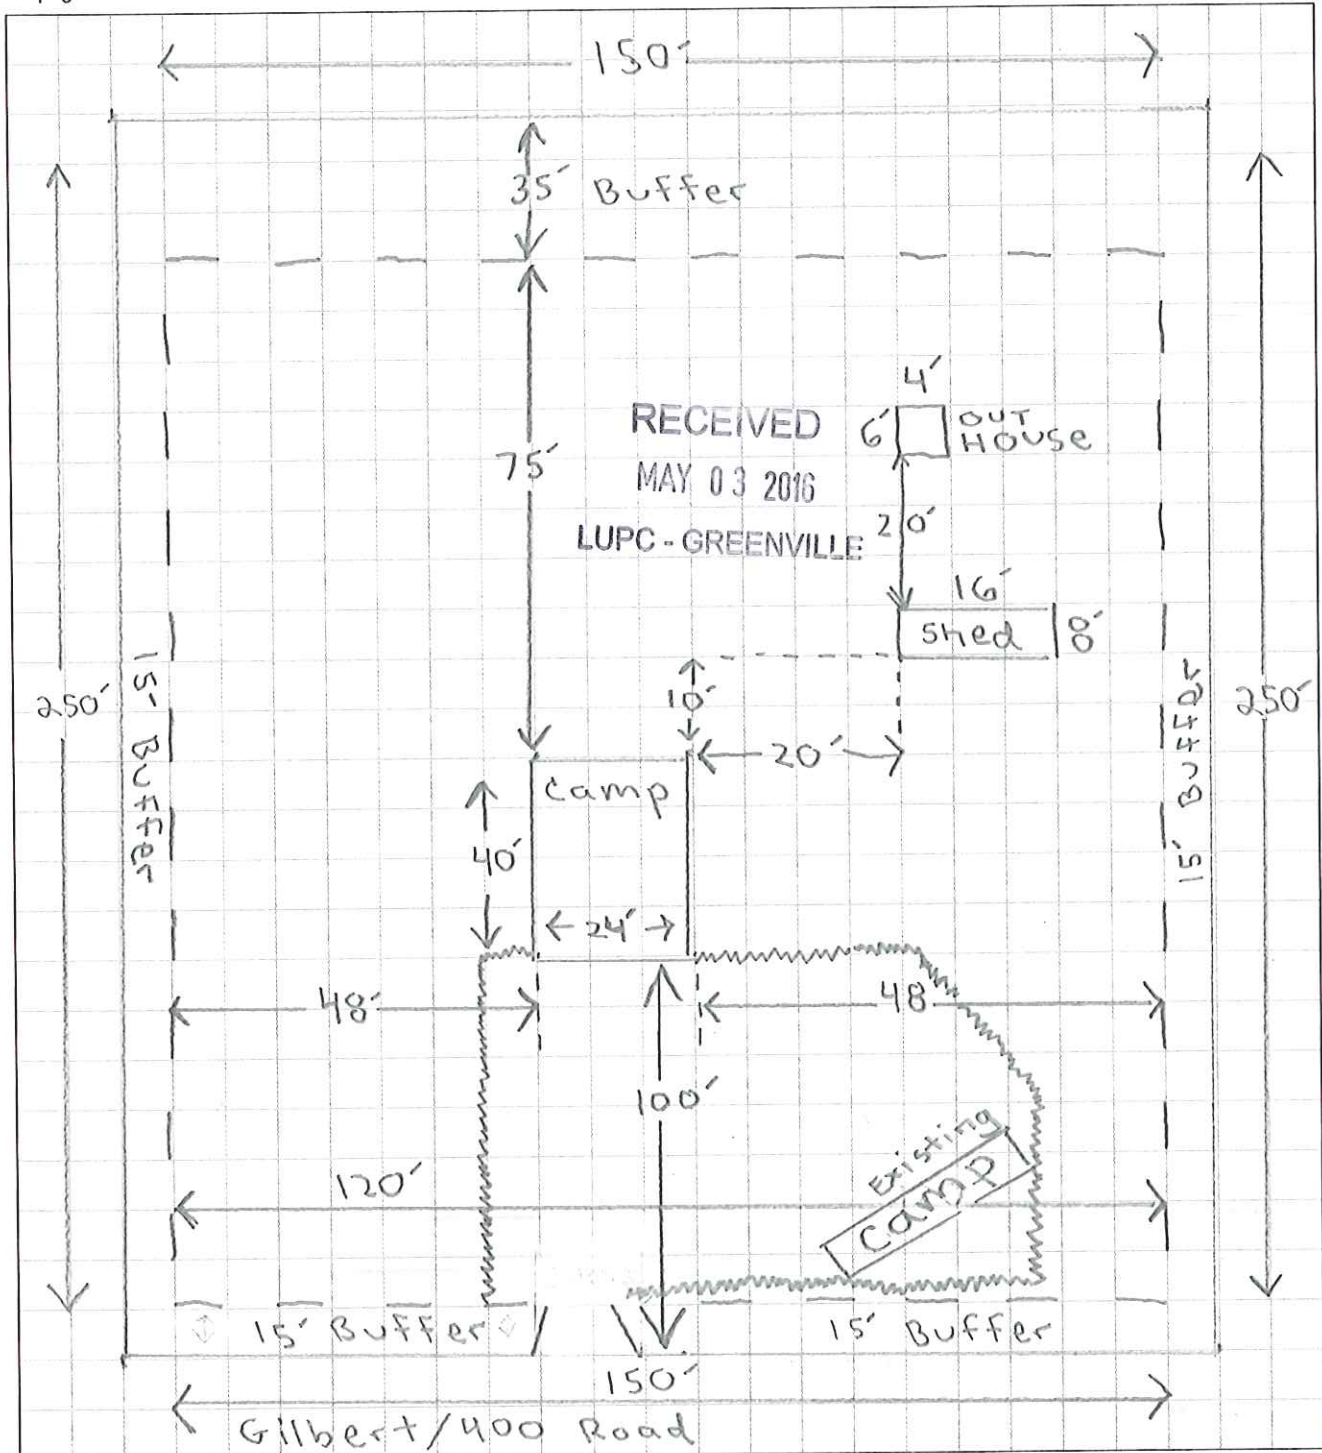 150'
35' Buffer
75'
RECEIVED
MAY 03 2016
LUPC - GREENVILLE
4'
6'
OUT
HOUSE
20'
16'
shed
8'
10'
20'
250'
15' Buffer
15' Buffer
250'
camp
40'
24'
48'
48
100'
Existing
camp
120'
15' Buffer
15' Buffer
150'
Gilbert/400 Road